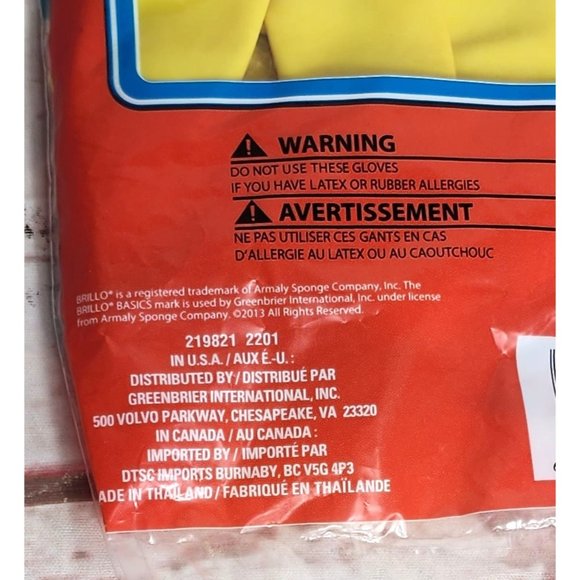 WARNING
DO NOT USE THESE GLOVES
IF YOU HAVE LATEX OR RUBBER ALLERGIES
AVERTISSEMENT
NE PAS UTILISER CES GANTS EN CAS
D'ALLERGIE AU LATEX OU AU CAOUTCHOUC
BRILLO® is a registered trademark of Armaly Sponge Company, Inc. The
BRILLO® BASICS mark is used by Greenbrier International, Inc. under license
from Armaly Sponge Company. ©2013 All Rights Reserved.
219821 2201
IN U.S.A. / AUX É.-U. :
DISTRIBUTED BY / DISTRIBUÉ PAR
GREENBRIER INTERNATIONAL, INC.
500 VOLVO PARKWAY, CHESAPEAKE, VA 23320
IN CANADA / AU CANADA :
IMPORTED BY / IMPORTÉ PAR
DTSC IMPORTS BURNABY, BC V5G 4P3
MADE IN THAILAND / FABRIQUÉ EN THAÏLANDE